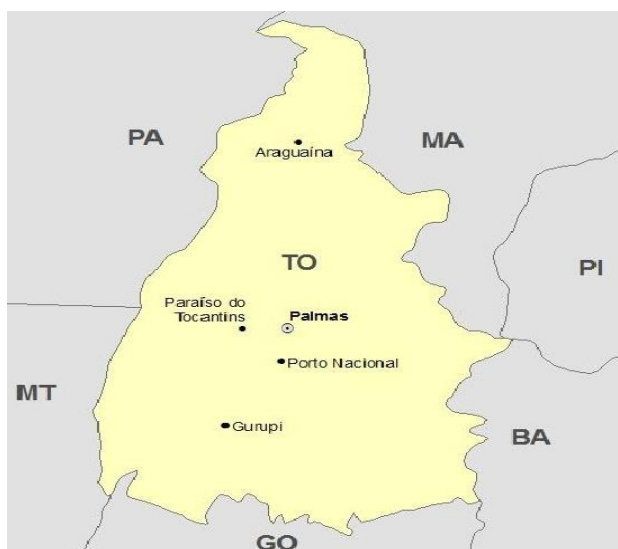 PA
MA
Araguaína
TO
PI
Paraíso do
Tocantins
Palmas
Porto Nacional
MT
Gurupi
BA
GO